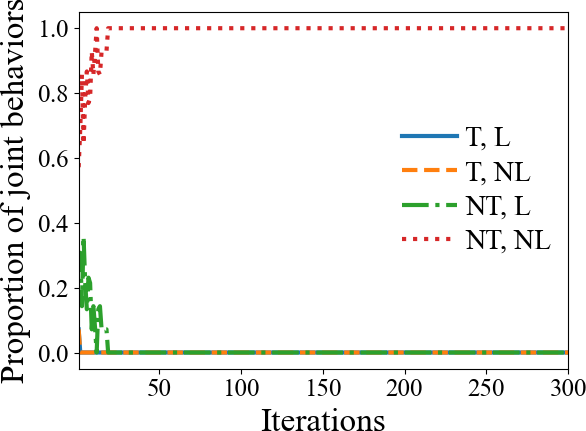 Proportion of joint behaviors
1.0
0.8
0.6
0.4
0.2
0.0
T, L
T, NL
NT, L
NT, NL
50
100
150
200
250
300
Iterations